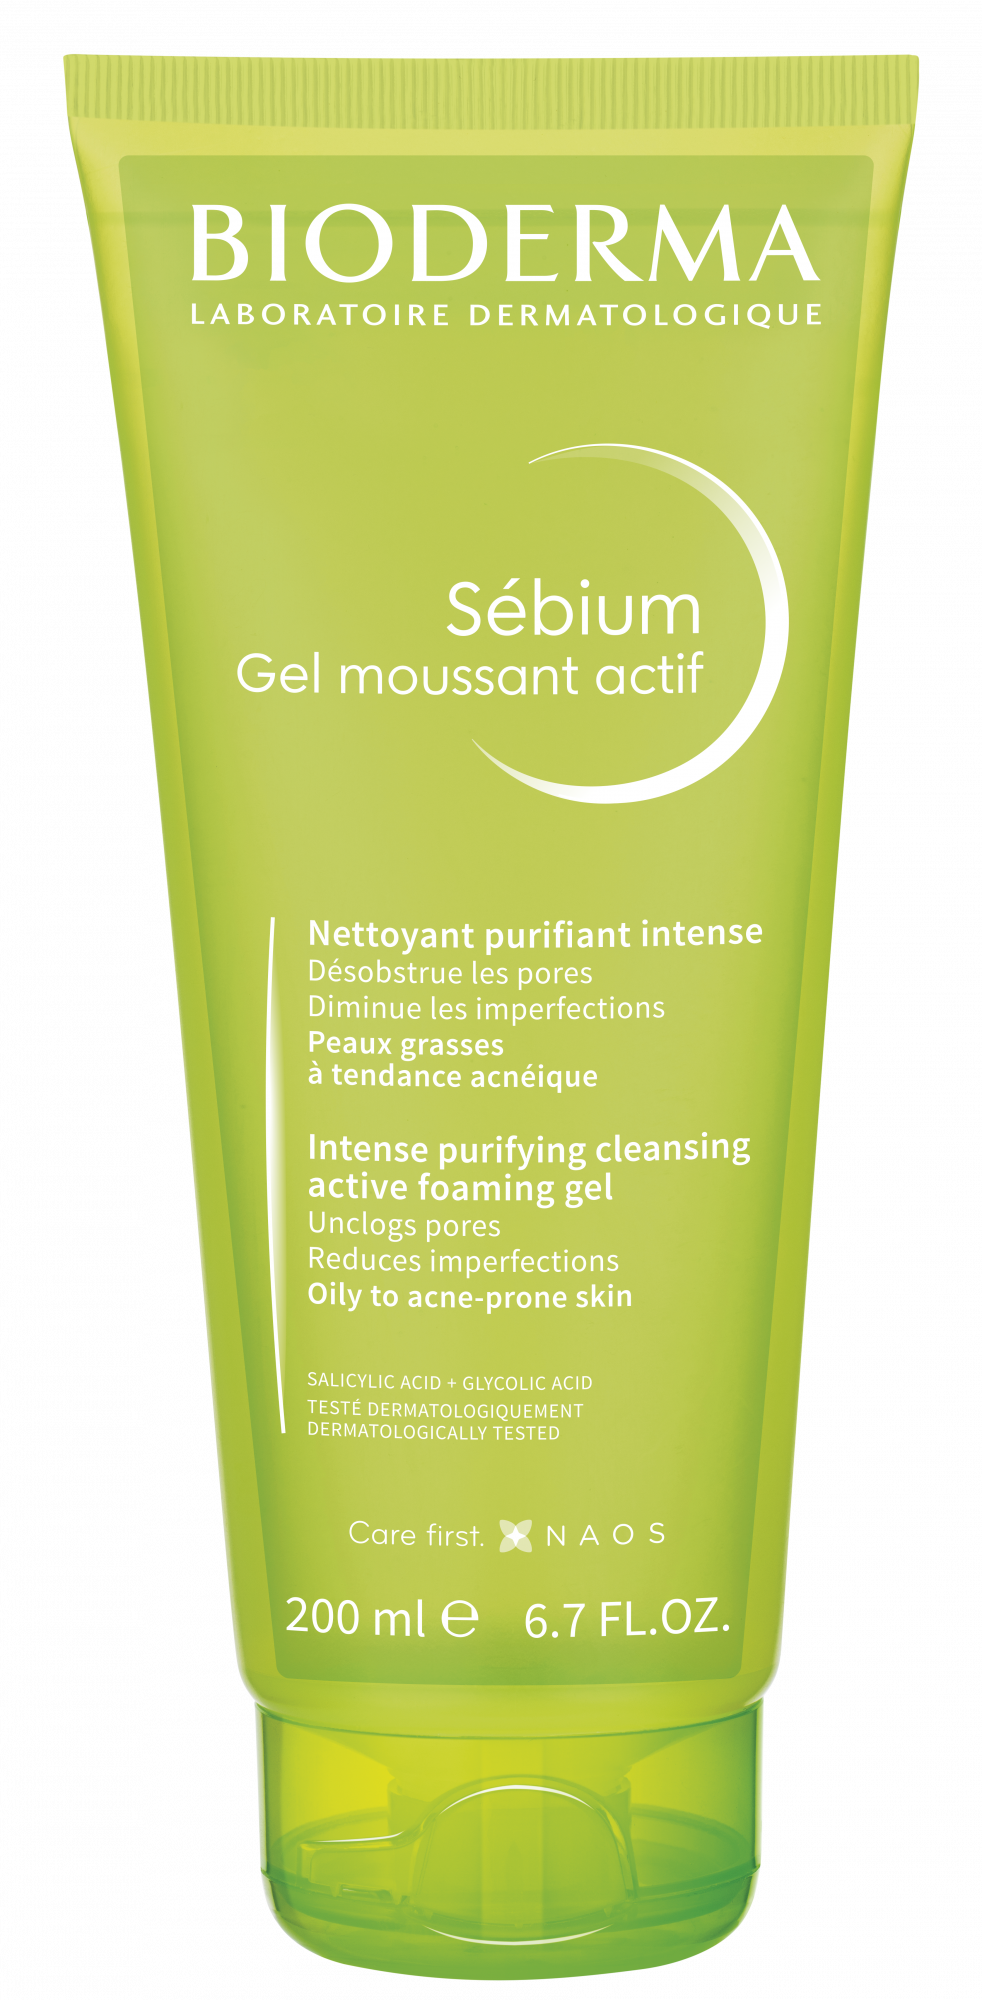 BIODERMA
LABORATOIRE DERMATOLOGIQUE
Sébium
Gel moussant actif
Nettoyant purifiant intense
Désobstrue les pores
Diminue les imperfections
Peaux grasses
à tendance acnéique
Intense purifying cleansing
active foaming gel
Unclogs pores
Reduces imperfections
Oily to acne-prone skin
SALICYLIC ACID + GLYCOLIC ACID
TESTÉ DERMATOLOGIQUEMENT
DERMATOLOGICALLY TESTED
Care first. NAOS
200 ml ℮ 6.7 FL.OZ.